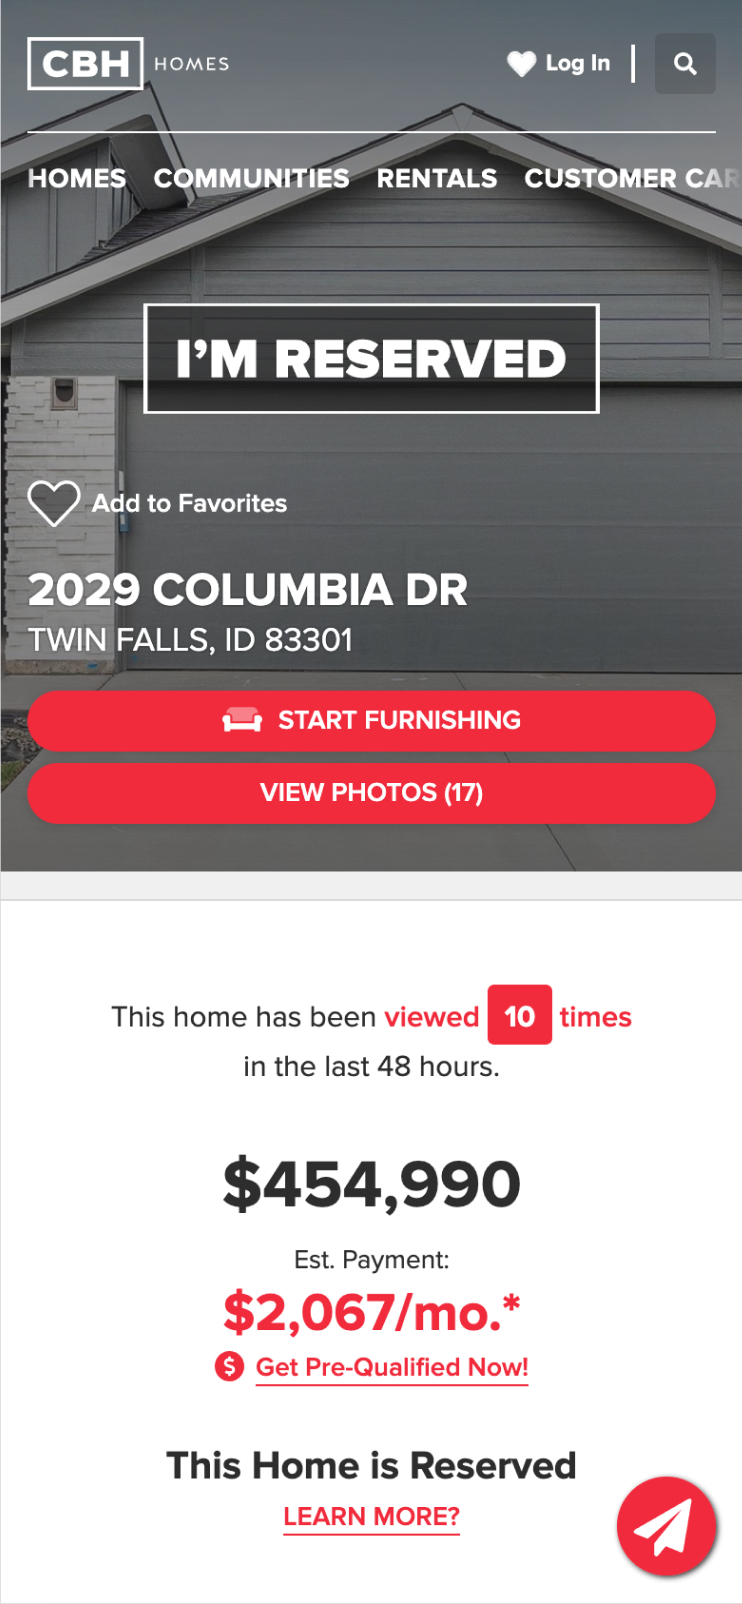 CBH HOMES
Log In
HOMES COMMUNITIES RENTALS CUSTOMER CAR
I'M RESERVED
Add to Favorites
2029 COLUMBIA DR
TWIN FALLS, ID 83301
START FURNISHING
VIEW PHOTOS (17)
This home has been viewed 10 times
in the last 48 hours.
$454,990
Est. Payment:
$2,067/mo.*
$ Get Pre-Qualified Now!
This Home is Reserved
LEARN MORE?